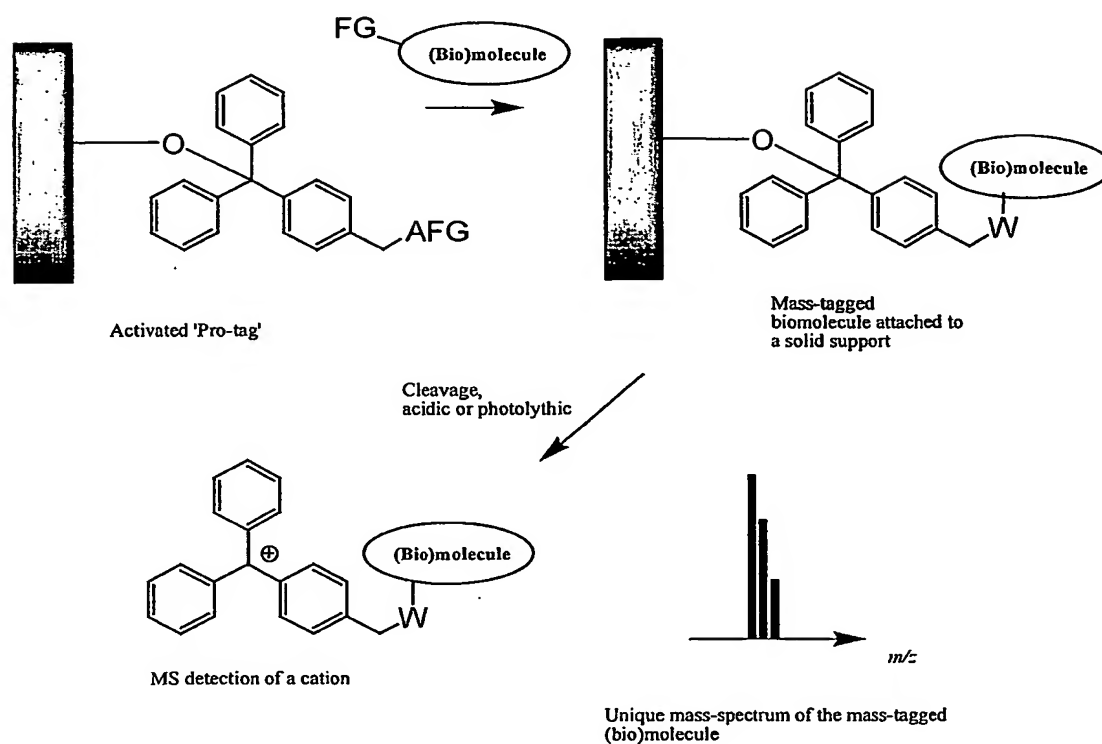 FG
(Bio)molecule
O
AFG
Activated 'Pro-tag'
O
(Bio)molecule
W
Mass-tagged
biomolecule attached to
a solid support
Cleavage,
acidic or photolythic
⊕
(Bio)molecule
W
MS detection of a cation
m/z
Unique mass-spectrum of the mass-tagged
(bio)molecule